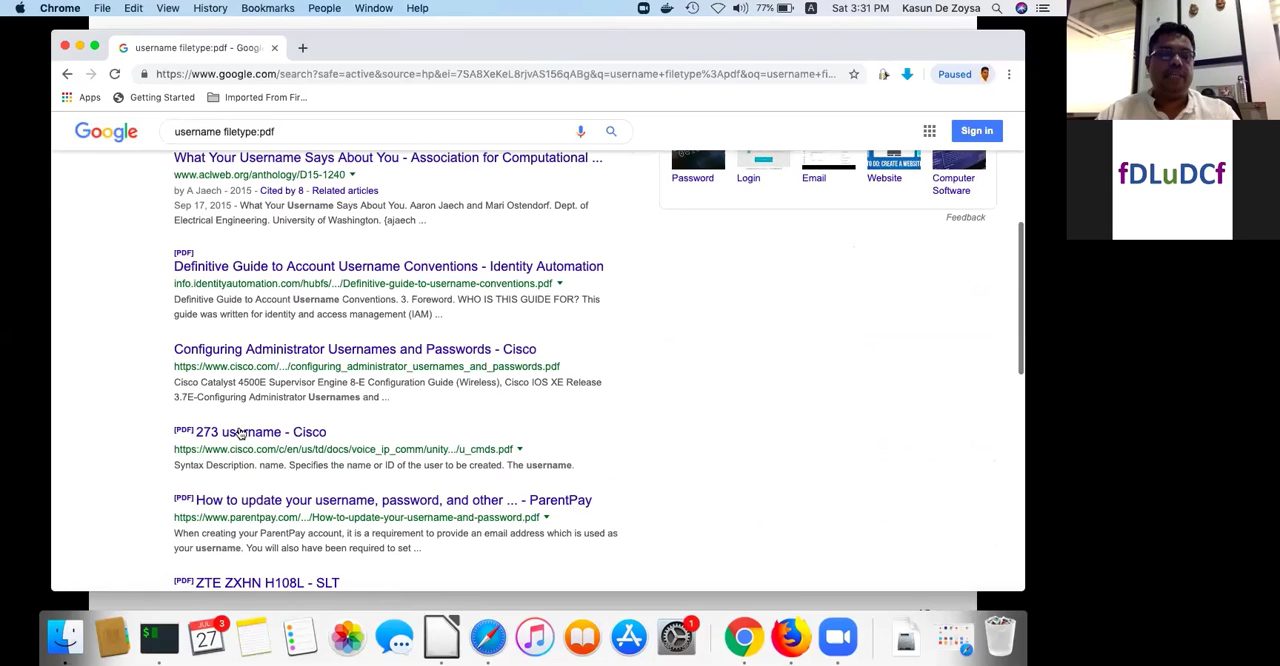 Chrome File Edit View History Bookmarks People Window Help
77% A Sat 3:31 PM Kasun De Zoysa
username filetype:pdf - Googl
https://www.google.com/search?safe=active&source=hp&ei=7SA8XeKeL8rjvAS156qABg&q=username+filetype%3Apdf&oq=username+fi...
Paused
Apps Getting Started Imported From Fir...
Google username filetype:pdf Sign in
What Your Username Says About You - Association for Computational ...
www.aclweb.org/anthology/D15-1240
by A Jaech - 2015 - Cited by 8 - Related articles
Sep 17, 2015 - What Your Username Says About You. Aaron Jaech and Mari Ostendorf. Dept. of
Electrical Engineering. University of Washington. {ajaech ...
Password Login Email Website Computer
Software
Feedback
[PDF]
Definitive Guide to Account Username Conventions - Identity Automation
info.identityautomation.com/hubfs/.../Definitive-guide-to-username-conventions.pdf
Definitive Guide to Account Username Conventions. 3. Foreword. WHO IS THIS GUIDE FOR? This
guide was written for identity and access management (IAM) ...
Configuring Administrator Usernames and Passwords - Cisco
https://www.cisco.com/.../configuring_administrator_usernames_and_passwords.pdf
Cisco Catalyst 4500E Supervisor Engine 8-E Configuration Guide (Wireless), Cisco IOS XE Release
3.7E-Configuring Administrator Usernames and ...
[PDF] 273 username - Cisco
https://www.cisco.com/c/en/us/td/docs/voice_ip_comm/unity.../u_cmds.pdf
Syntax Description. name. Specifies the name or ID of the user to be created. The username.
[PDF] How to update your username, password, and other ... - ParentPay
https://www.parentpay.com/.../How-to-update-your-username-and-password.pdf
When creating your ParentPay account, it is a requirement to provide an email address which is used as
your username. You will also have been required to set ...
[PDF] ZTE ZXHN H108L - SLT
fDLuDCf
$
JUL
27
3
1